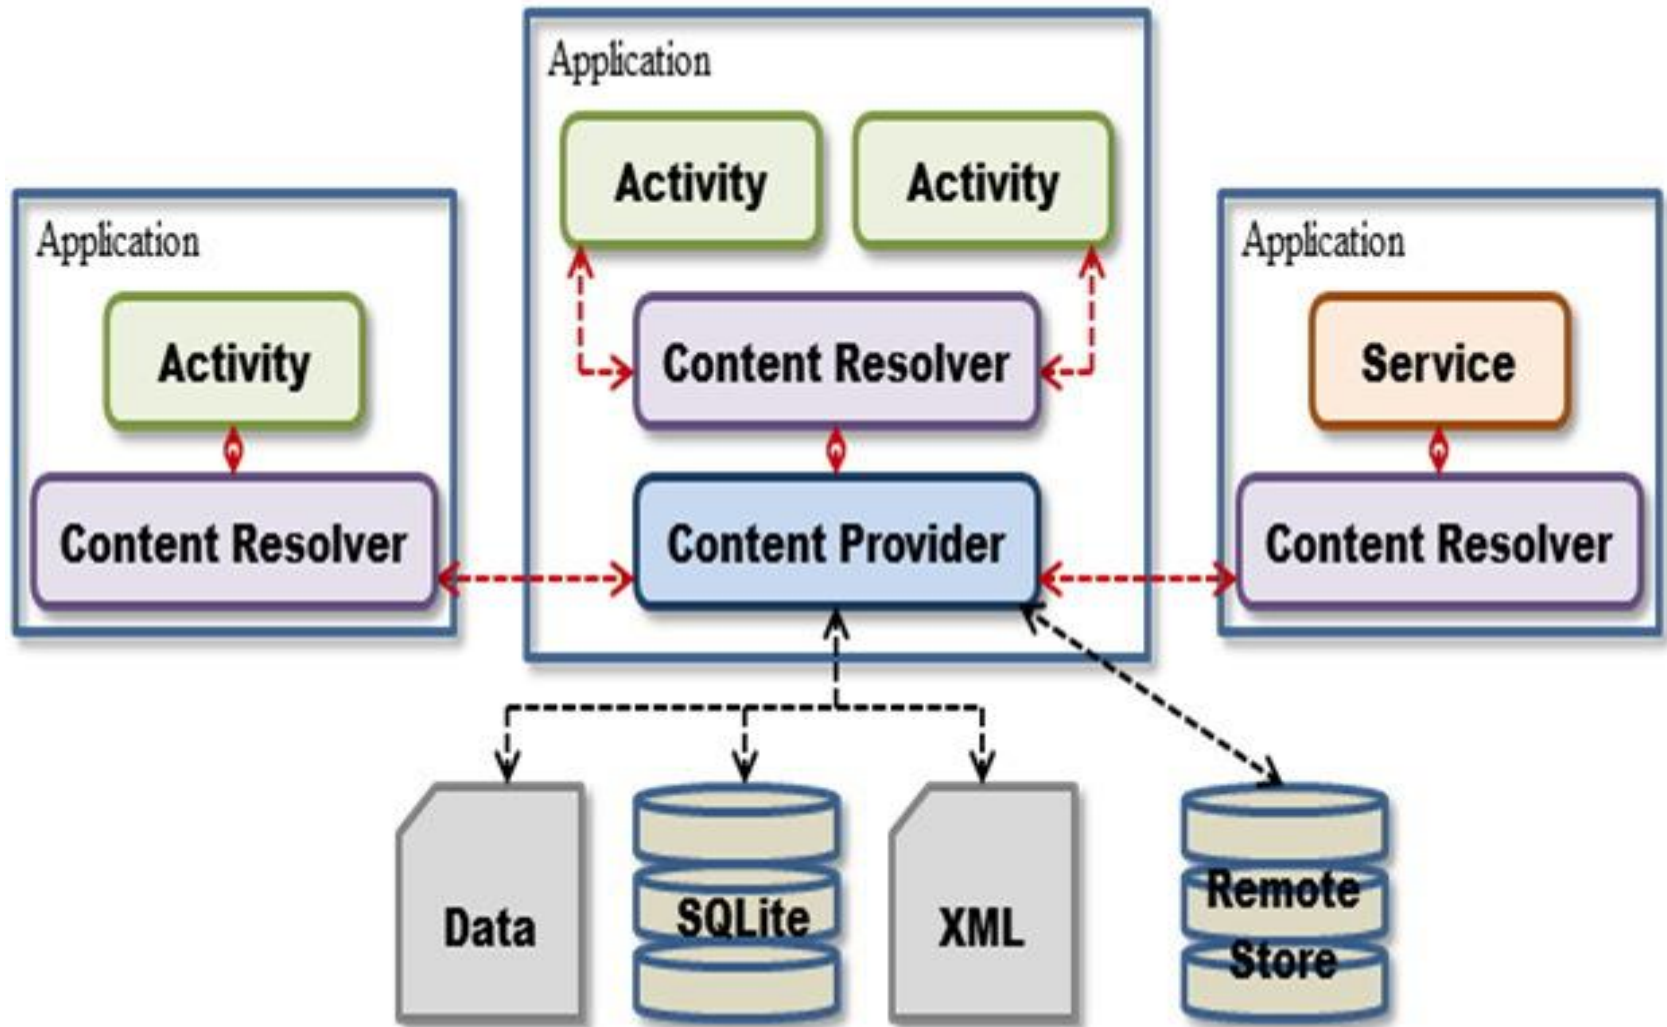 Application
Activity
Activity
Content Resolver
Content Provider
Application
Activity
Content Resolver
Application
Service
Content Resolver
Data
SQLite
XML
Remote
Store